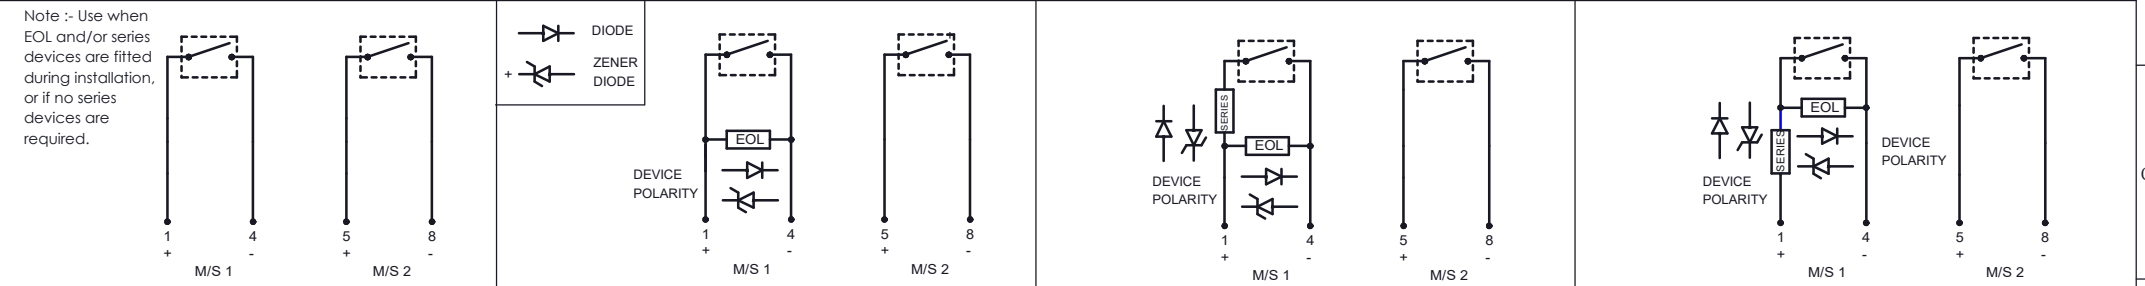 Note :- Use when
EOL and/or series
devices are fitted
during installation,
or if no series
devices are
required.
1 4 5 8
+ - + -
M/S 1 M/S 2
DIODE
+ ZENER
DIODE
EOL
DEVICE
POLARITY
1 4 5 8
+ - + -
M/S 1 M/S 2
SERIES
EOL
DEVICE
POLARITY
1 4 5 8
+ - + -
M/S 1 M/S 2
EOL
SERIES
DEVICE
POLARITY
DEVICE
POLARITY
1 4 5 8
+ - + -
M/S 1 M/S 2